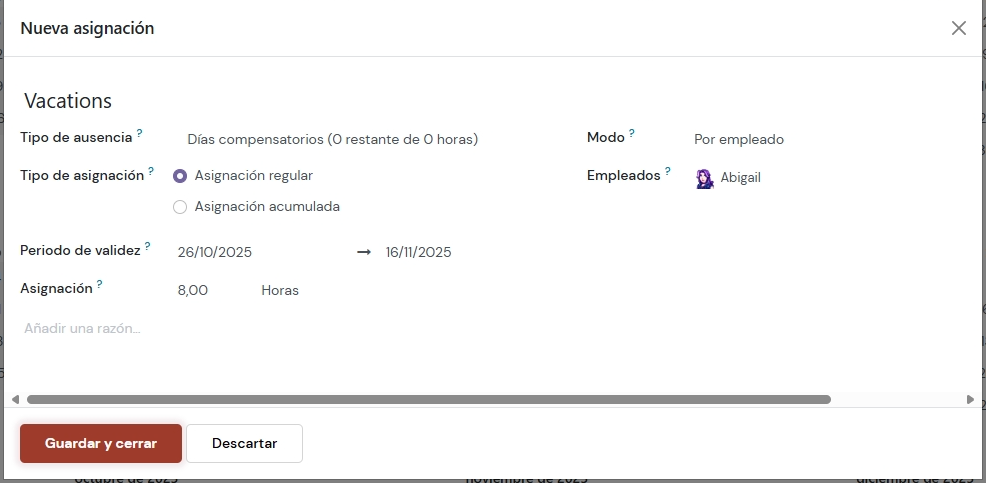 Nueva asignación
Vacations
Tipo de ausencia ? Días compensatorios (0 restante de 0 horas) Modo ? Por empleado
Tipo de asignación ? Asignación regular Empleados ? Abigail
Asignación acumulada
Periodo de validez ? 26/10/2025 → 16/11/2025
Asignación ? 8,00 Horas
Añadir una razón...
Guardar y cerrar Descartar
octubre de 2025 noviembre de 2025 diciembre de 2025